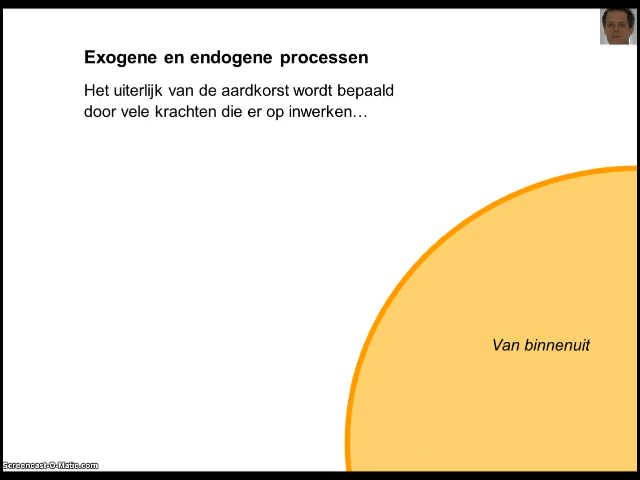 Exogene en endogene processen
Het uiterlijk van de aardkorst wordt bepaald
door vele krachten die er op inwerken…
Van binnenuit
Screencast-O-Matic.com